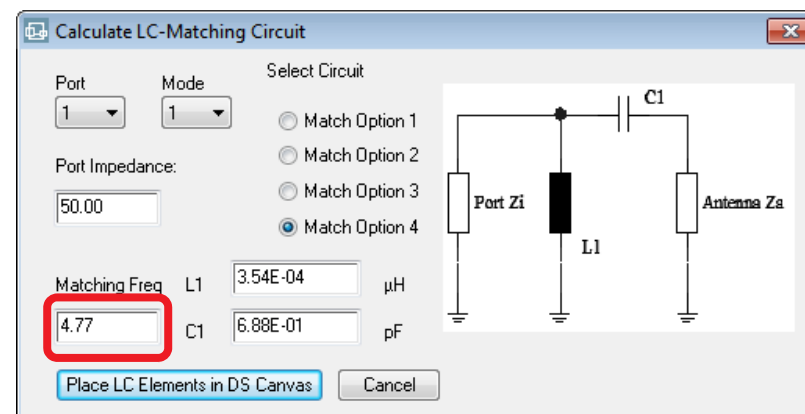 Calculate LC-Matching Circuit
Port Mode Select Circuit
1 1
Match Option 1
Match Option 2
Match Option 3
Match Option 4
Port Impedance:
50.00
Matching Freq L1 3.54E-04 µH
4.77 C1 6.88E-01 pF
Place LC Elements in DS Canvas Cancel
C1
Port Zi
L1
Antenna Za